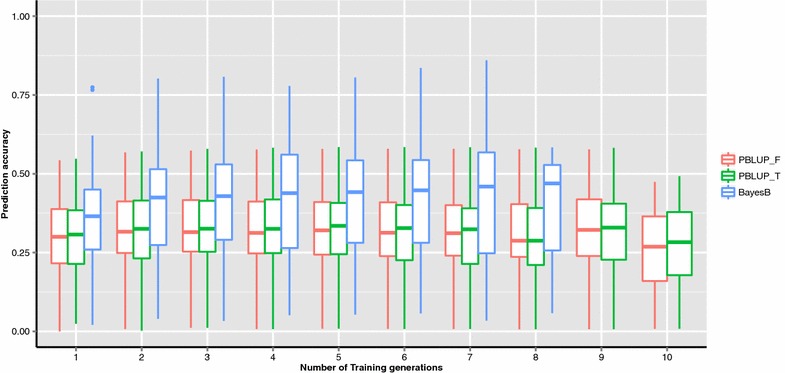 1.00
0.75
0.50
0.25
0.00
Prediction accuracy
1 2 3 4 5 6 7 8 9 10
Number of Training generations
PBLUP_F
PBLUP_T
BayesB